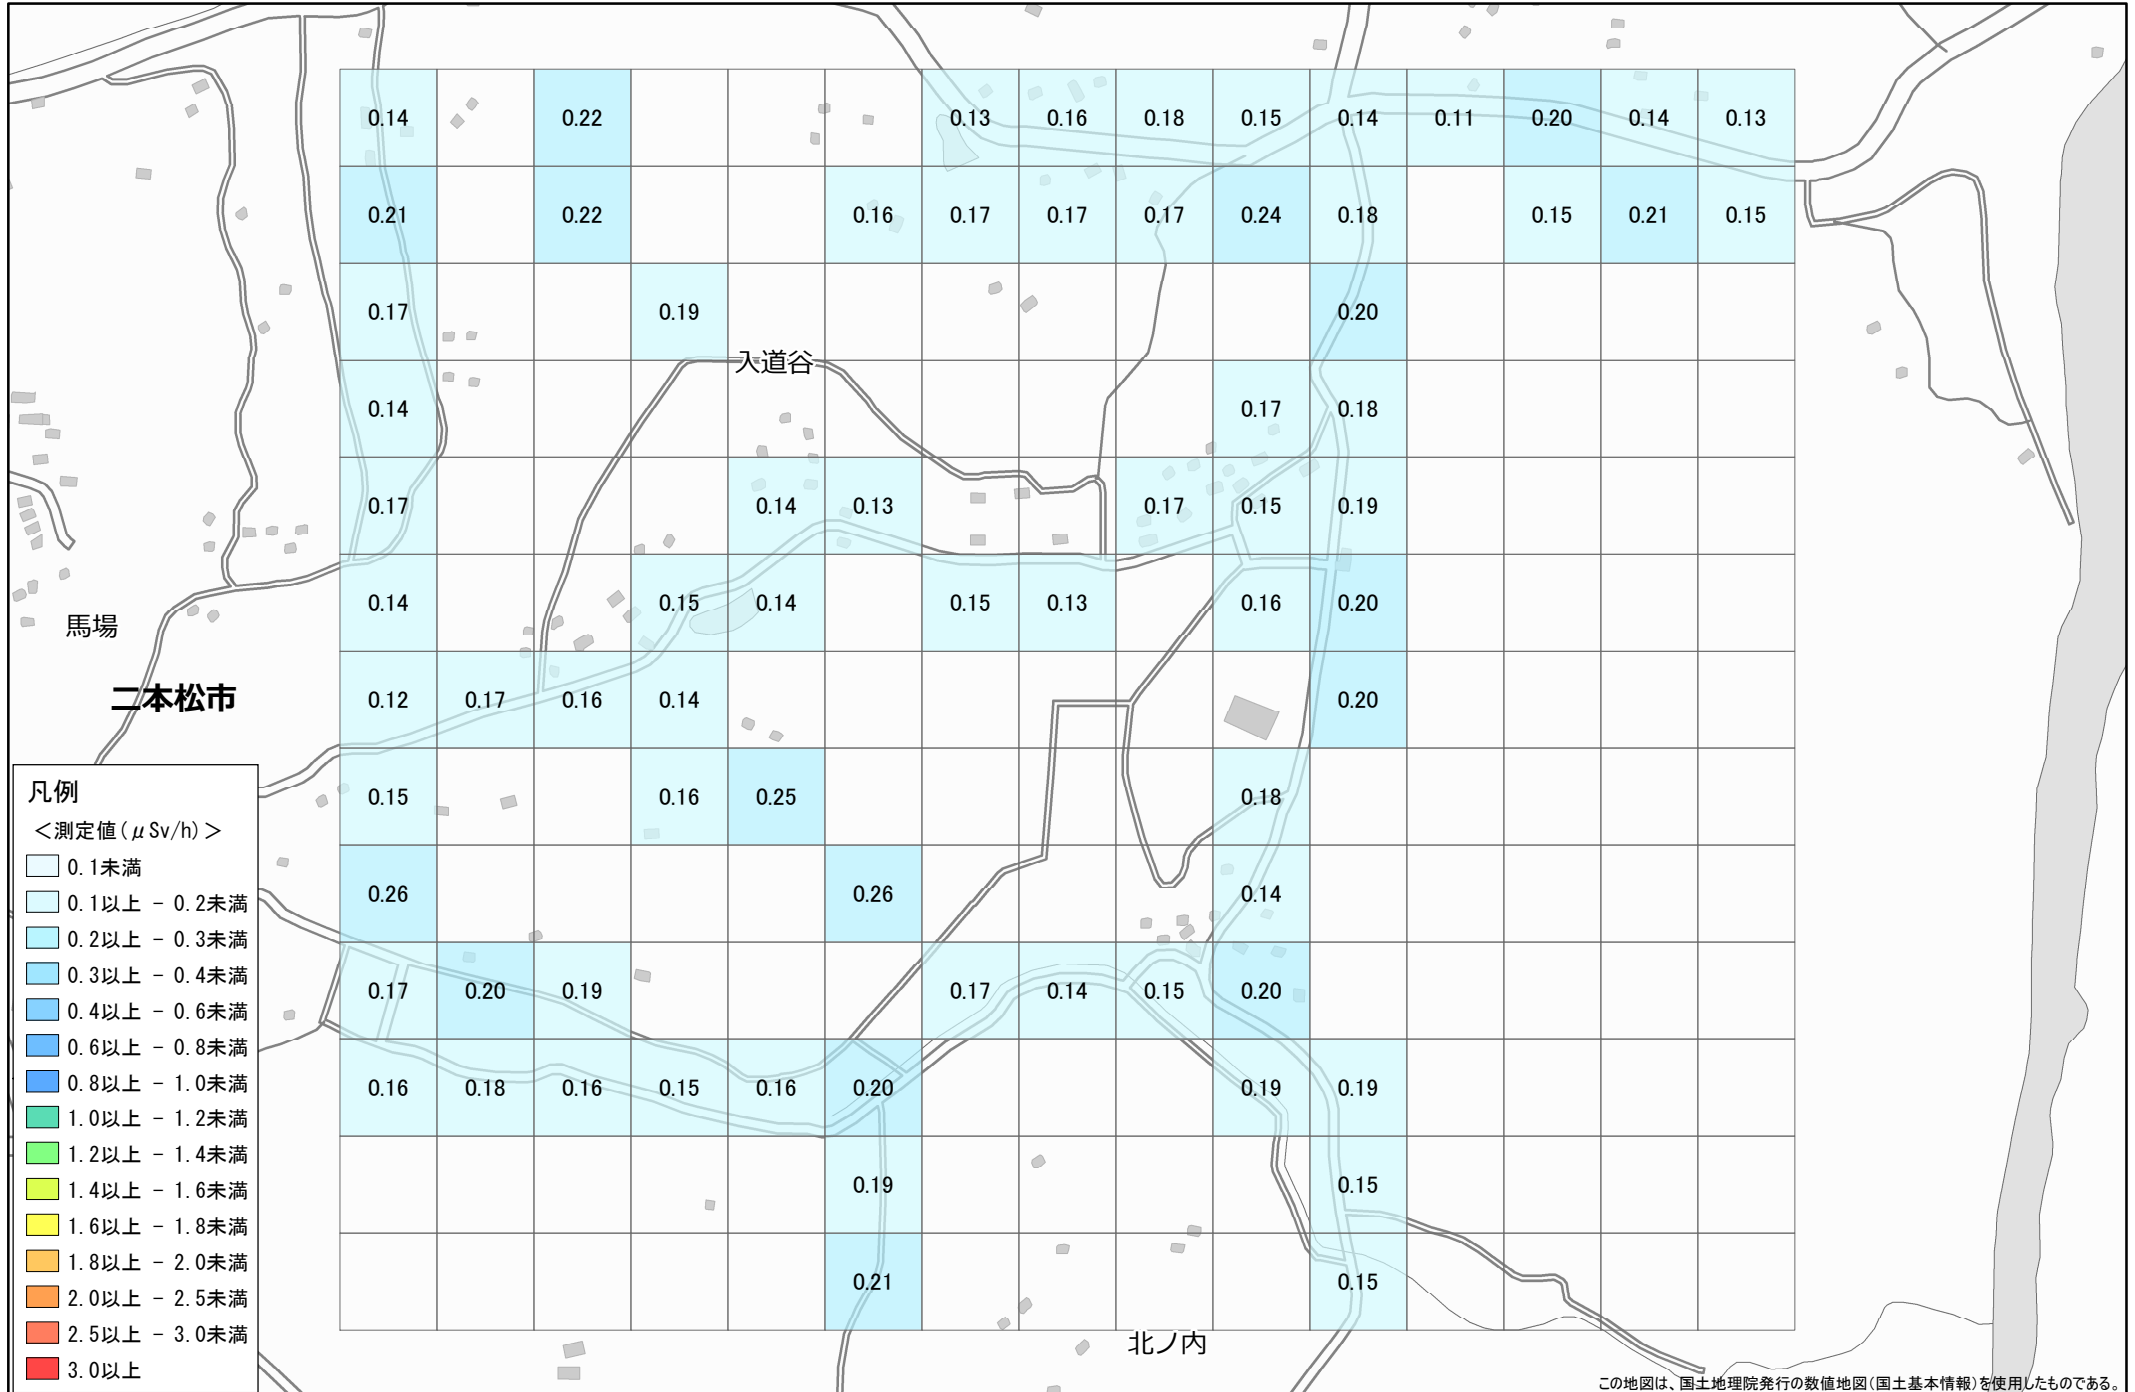 0.14 0.22 0.13 0.16 0.18 0.15 0.14 0.11 0.20 0.14 0.13
0.21 0.22 0.16 0.17 0.17 0.17 0.24 0.18 0.15 0.21 0.15
0.17 0.19 0.20
入道谷
0.14 0.17 0.18
0.17 0.14 0.13 0.17 0.15 0.19
0.14 0.15 0.14 0.15 0.13 0.16 0.20
馬場
二本松市
0.12 0.17 0.16 0.14 0.20
0.15 0.16 0.25 0.18
0.26 0.26 0.14
0.17 0.20 0.19 0.17 0.14 0.15 0.20
0.16 0.18 0.16 0.15 0.16 0.20 0.19 0.19
0.19 0.15
0.21 0.15
北ノ内
凡例
＜測定値(μSv/h)＞
0.1未満
0.1以上 - 0.2未満
0.2以上 - 0.3未満
0.3以上 - 0.4未満
0.4以上 - 0.6未満
0.6以上 - 0.8未満
0.8以上 - 1.0未満
1.0以上 - 1.2未満
1.2以上 - 1.4未満
1.4以上 - 1.6未満
1.6以上 - 1.8未満
1.8以上 - 2.0未満
2.0以上 - 2.5未満
2.5以上 - 3.0未満
3.0以上
この地図は、国土地理院発行の数値地図(国土基本情報)を使用したものである。